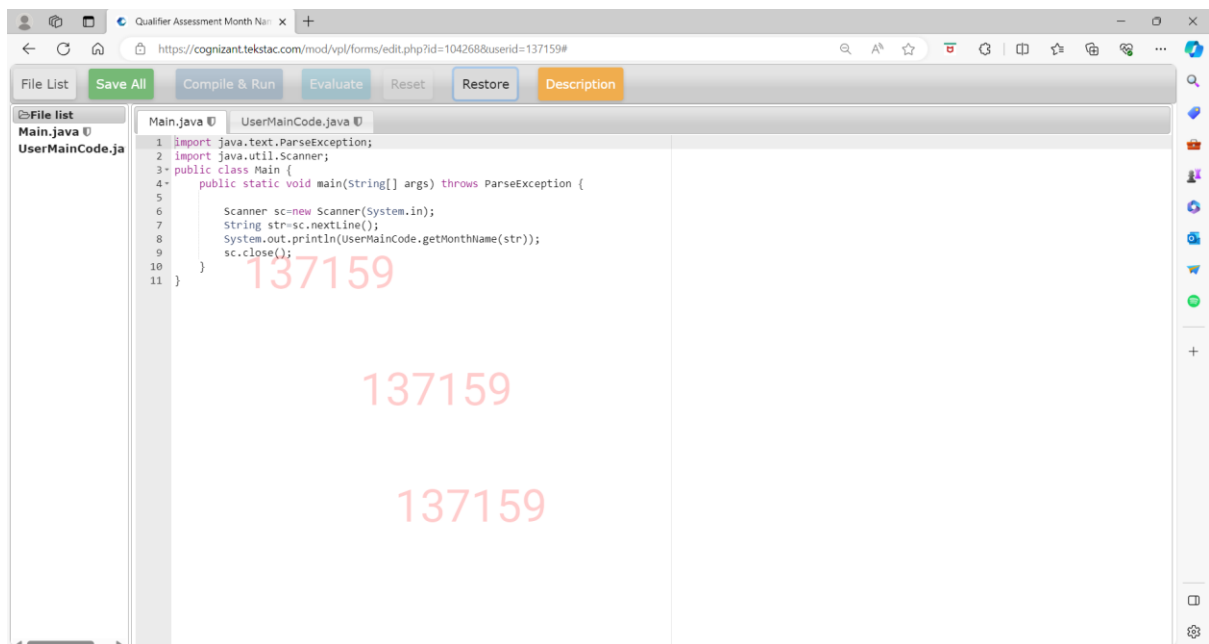 Qualifier Assessment Month Nan
https://cognizant.tekstac.com/mod/vpl/forms/edit.php?id=104268&userid=137159#
File List Save All Compile & Run Evaluate Reset Restore Description
File list
Main.java
UserMainCode.ja
Main.java UserMainCode.java
1 import java.text.ParseException;
2 import java.util.Scanner;
3 public class Main {
4 public static void main(String[] args) throws ParseException {
5
6 Scanner sc=new Scanner(System.in);
7 String str=sc.nextLine();
8 System.out.println(UserMainCode.getMonthName(str));
9 sc.close();
10 }
11 }
137159
137159
137159